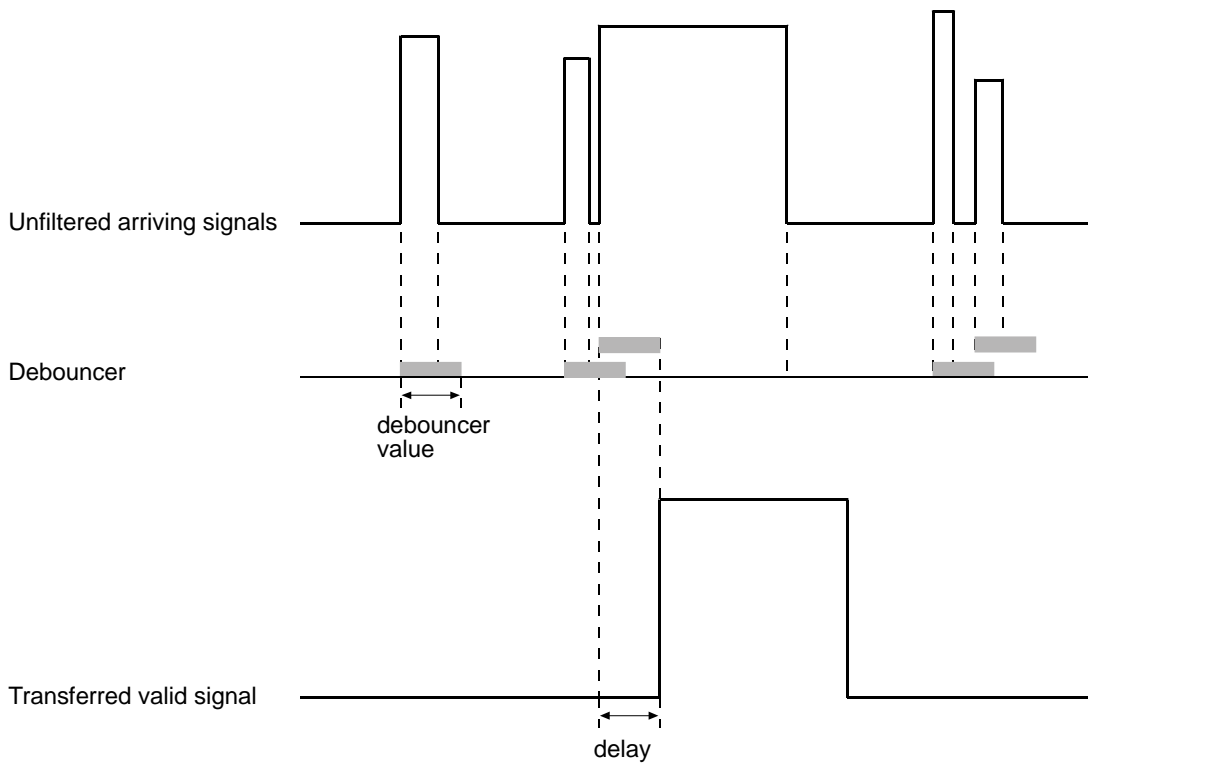 Unfiltered arriving signals
Debouncer
debouncer
value
Transferred valid signal
delay